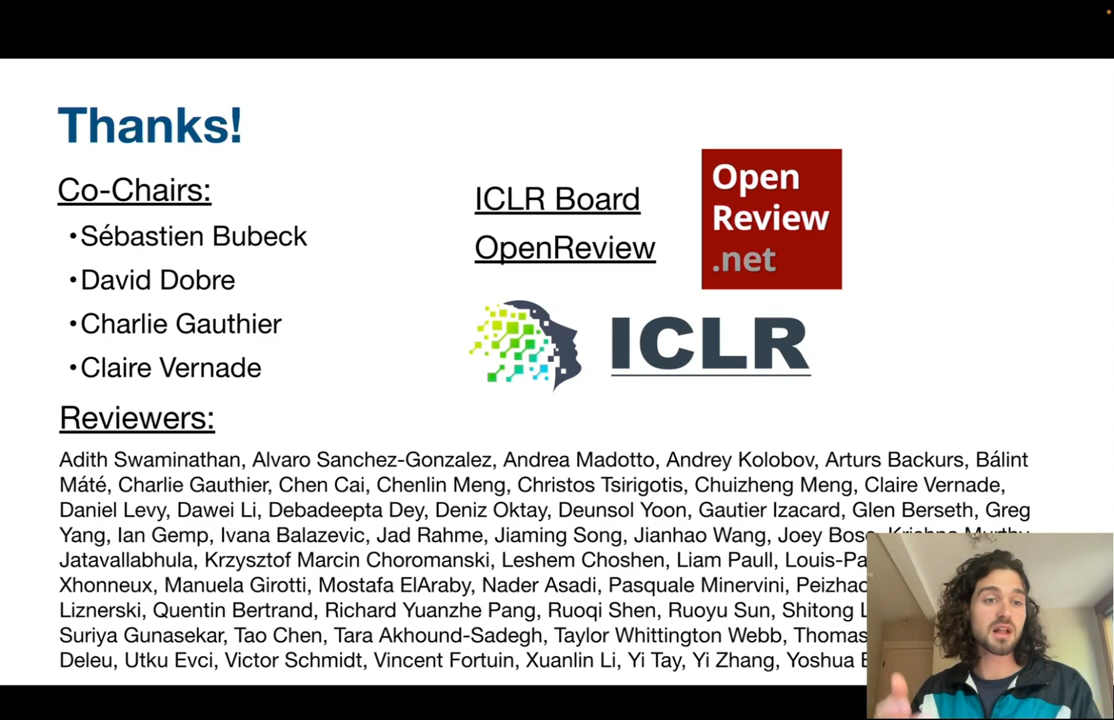 Thanks!
Co-Chairs:
•Sébastien Bubeck
•David Dobre
•Charlie Gauthier
•Claire Vernade
ICLR Board
OpenReview
Open
Review
.net
ICLR
Reviewers:
Adith Swaminathan, Alvaro Sanchez-Gonzalez, Andrea Madotto, Andrey Kolobov, Arturs Backurs, Bálint
Máté, Charlie Gauthier, Chen Cai, Chenlin Meng, Christos Tsirigotis, Chuizheng Meng, Claire Vernade,
Daniel Levy, Dawei Li, Debadeepta Dey, Deniz Oktay, Deunsol Yoon, Gautier Izacard, Glen Berseth, Greg
Yang, Ian Gemp, Ivana Balazevic, Jad Rahme, Jiaming Song, Jianhao Wang, Joey Bose, Krishna Murthy
Jatavallabhula, Krzysztof Marcin Choromanski, Leshem Choshen, Liam Paull,
Xhonneux, Manuela Girotti, Mostafa ElAraby, Nader Asadi, Pasquale Minervini,
Liznerski, Quentin Bertrand, Richard Yuanzhe Pang, Ruoqi Shen, Ruoyu Sun, Shitong
Suriya Gunasekar, Tao Chen, Tara Akhound-Sadegh, Taylor Whittington Webb, Thomas
Deleu, Utku Evci, Victor Schmidt, Vincent Fortuin, Xuanlin Li, Yi Tay, Yi Zhang, Yoshua